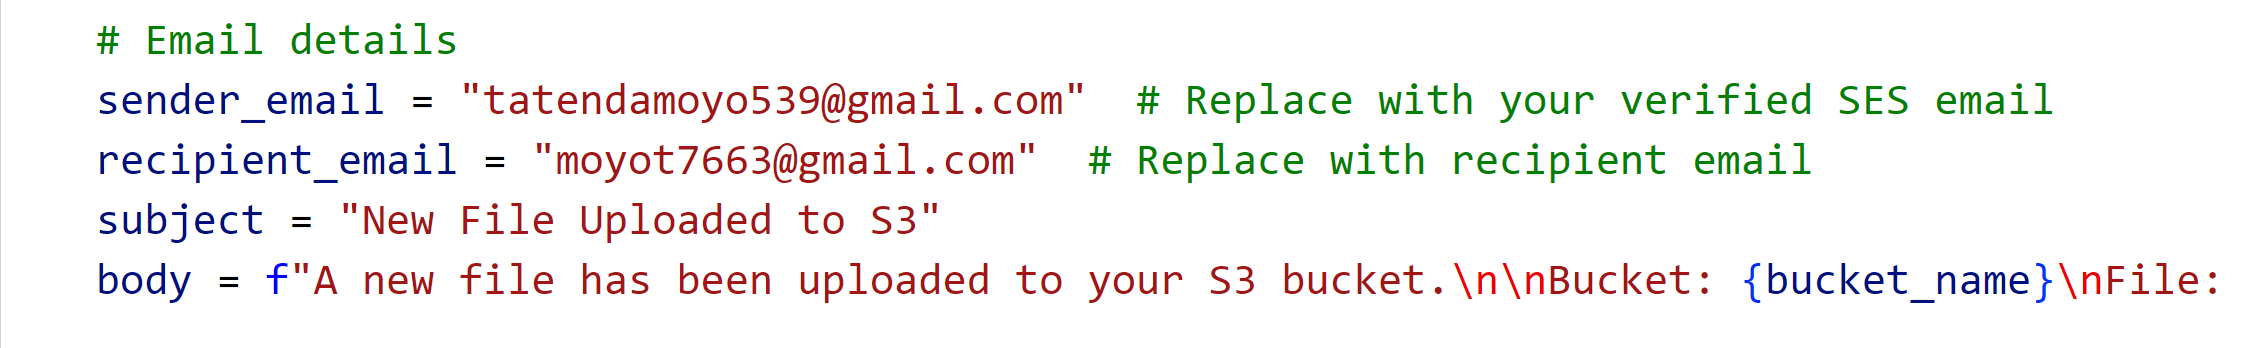 # Email details
sender_email = "tatendamoyo539@gmail.com"  # Replace with your verified SES email
recipient_email = "moyot7663@gmail.com"  # Replace with recipient email
subject = "New File Uploaded to S3"
body = f"A new file has been uploaded to your S3 bucket.\n\nBucket: {bucket_name}\nFile: